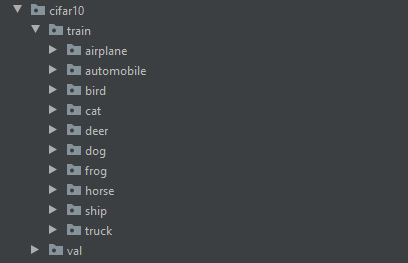 cifar10
train
airplane
automobile
bird
cat
deer
dog
frog
horse
ship
truck
val